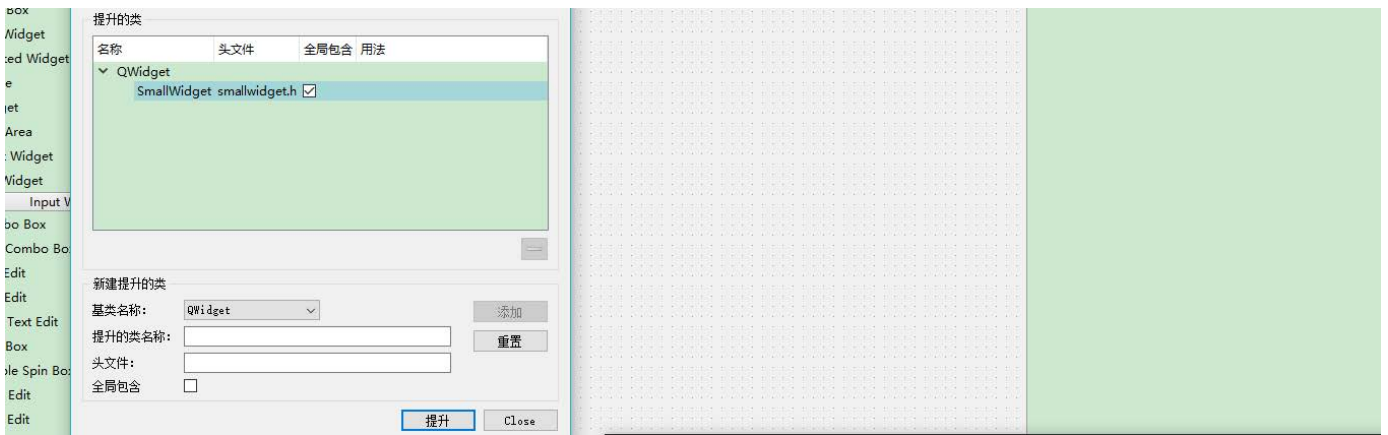 Box
Widget
ked Widget
e
get
Area
Widget
Widget
Input W
bo Box
Combo Bo
Edit
Edit
Text Edit
Box
ble Spin Bo
Edit
Edit
提升的类
名称 头文件 全局包含 用法
QWidget
SmallWidget smallwidget.h
新建提升的类
基类名称: QWidget 添加
提升的类名称: 重置
头文件:
全局包含
提升 Close